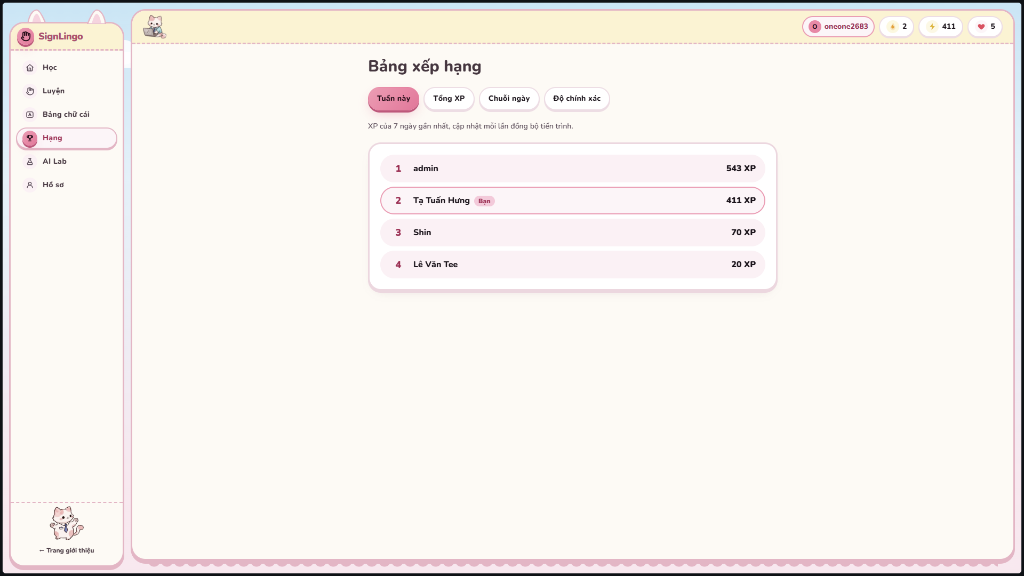 SignLingo
Học
Luyện
Bảng chữ cái
Hạng
AI Lab
Hồ sơ
← Trang giới thiệu
O oneone2683 2 411 5
Bảng xếp hạng
Tuần này Tổng XP Chuỗi ngày Độ chính xác
XP của 7 ngày gần nhất, cập nhật mỗi lần đồng bộ tiến trình.
1 admin 543 XP
2 Tạ Tuấn Hưng Bạn 411 XP
3 Shin 70 XP
4 Lê Văn Tee 20 XP